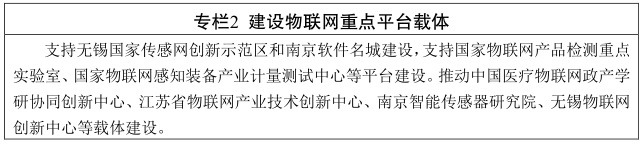 专栏2 建设物联网重点平台载体
支持无锡国家传感网创新示范区和南京软件名城建设，支持国家物联网产品检测重点
实验室、国家物联网感知装备产业计量测试中心等平台建设。推动中国医疗物联网政产学
研协同创新中心、江苏省物联网产业技术创新中心、南京智能传感器研究院、无锡物联网
创新中心等载体建设。